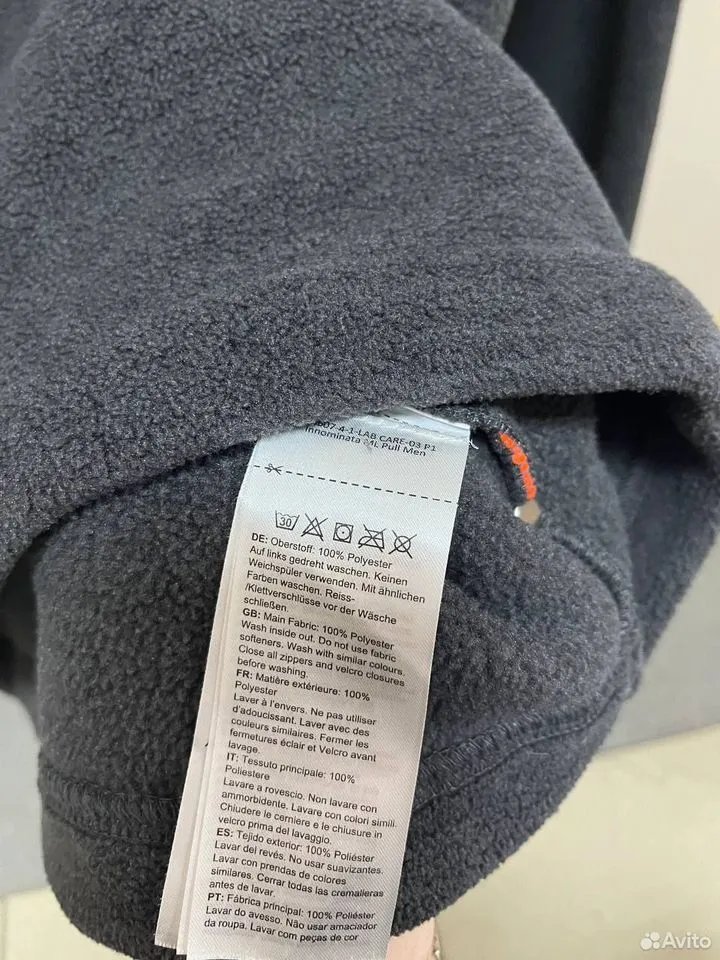 4-1-LAB CARE-03 P1
Innominata ML Pull Men
30
DE: Oberstoff: 100% Polyester
Auf links gedreht waschen. Keinen
Weichspüler verwenden. Mit ähnlichen
Farben waschen. Reiss-
/Klettverschlüsse vor der Wäsche
schließen.
GB: Main Fabric: 100% Polyester
Wash inside out. Do not use fabric
softeners. Wash with similar colours.
Close all zippers and velcro closures
before washing.
FR: Matière extérieure: 100%
Polyester
Laver à l'envers. Ne pas utiliser
d'adoucissant. Laver avec des
couleurs similaires. Fermer les
fermetures éclair et Velcro avant
lavage.
IT: Tessuto principale: 100%
Poliestere
Lavare a rovescio. Non lavare con
ammorbidente. Lavare con colori simili.
Chiudere le cerniere e le chiusure in
velcro prima del lavaggio.
ES: Tejido exterior: 100% Poliéster
Lavar del revés. No usar suavizantes.
Lavar con prendas de colores
similares. Cerrar todas las cremalleras
antes de lavar.
PT: Fábrica principal: 100% Poliéster
Lavar do avesso. Não usar amaciador
da roupa. Lavar com peças de cor
Avito